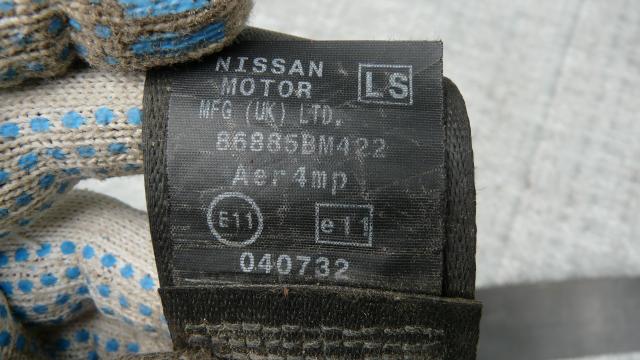 NISSAN
MOTOR LS
MFG (UK) LTD.
86885BM422
Aer4mp
E11 e11
040732